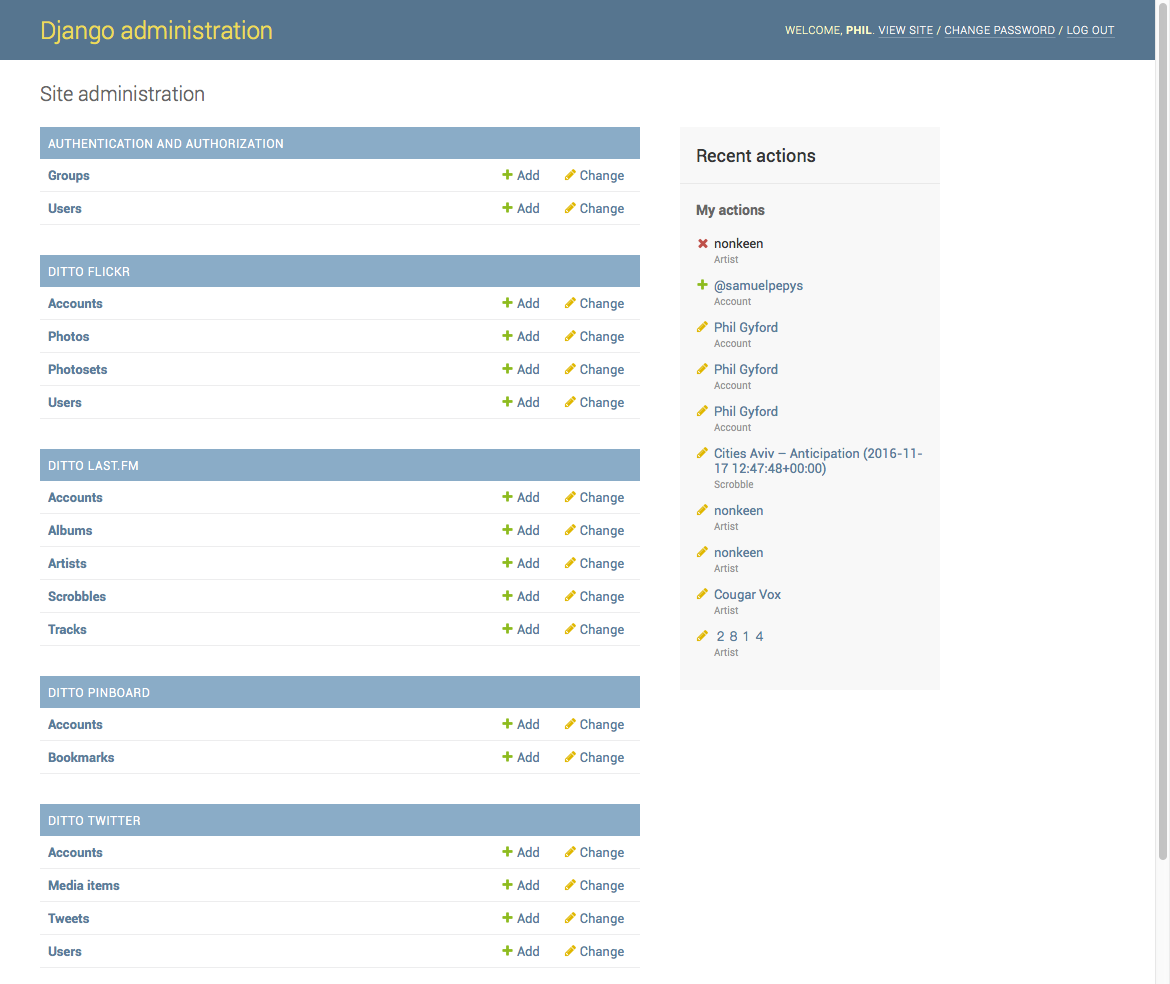 Django administration
WELCOME, PHIL. VIEW SITE / CHANGE PASSWORD / LOG OUT
Site administration
AUTHENTICATION AND AUTHORIZATION
Groups Add Change
Users Add Change
DITTO FLICKR
Accounts Add Change
Photos Add Change
Photosets Add Change
Users Add Change
DITTO LAST.FM
Accounts Add Change
Albums Add Change
Artists Add Change
Scrobbles Add Change
Tracks Add Change
DITTO PINBOARD
Accounts Add Change
Bookmarks Add Change
DITTO TWITTER
Accounts Add Change
Media items Add Change
Tweets Add Change
Users Add Change
Recent actions
My actions
nonkeen
Artist
@samuelpepys
Account
Phil Gyford
Account
Phil Gyford
Account
Phil Gyford
Account
Cities Aviv – Anticipation (2016-11-
17 12:47:48+00:00)
Scrobble
nonkeen
Artist
nonkeen
Artist
Cougar Vox
Artist
２８１４
Artist